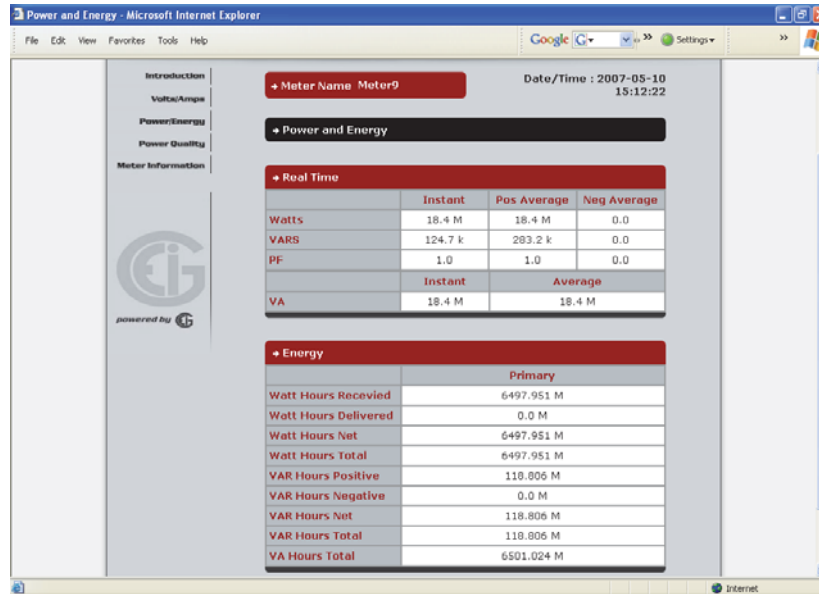 Power and Energy - Microsoft Internet Explorer
File Edit View Favorites Tools Help
Google G Settings
Introduction
Volts/Amps
Power/Energy
Power Quality
Meter Information
EIG
powered by EIG
Meter Name Meter9
Date/Time : 2007-05-10
15:12:22
Power and Energy
Real Time
Instant Pos Average Neg Average
Watts 18.4 M 18.4 M 0.0
VARS 124.7 k 283.2 k 0.0
PF 1.0 1.0 0.0
Instant Average
VA 18.4 M 18.4 M
Energy
Primary
Watt Hours Recevied 6497.951 M
Watt Hours Delivered 0.0 M
Watt Hours Net 6497.951 M
Watt Hours Total 6497.951 M
VAR Hours Positive 118.806 M
VAR Hours Negative 0.0 M
VAR Hours Net 118.806 M
VAR Hours Total 118.806 M
VA Hours Total 6501.024 M
Internet